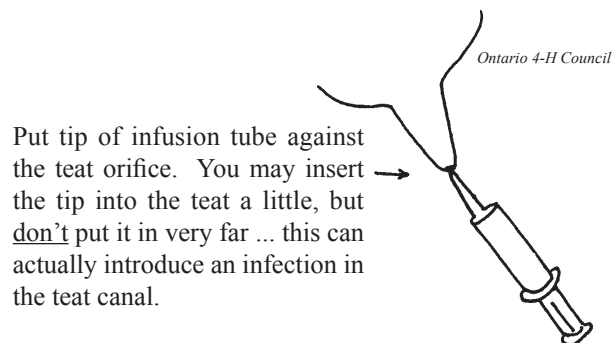 Ontario 4-H Council
Put tip of infusion tube against
the teat orifice. You may insert
the tip into the teat a little, but
don't put it in very far ... this can
actually introduce an infection in
the teat canal.